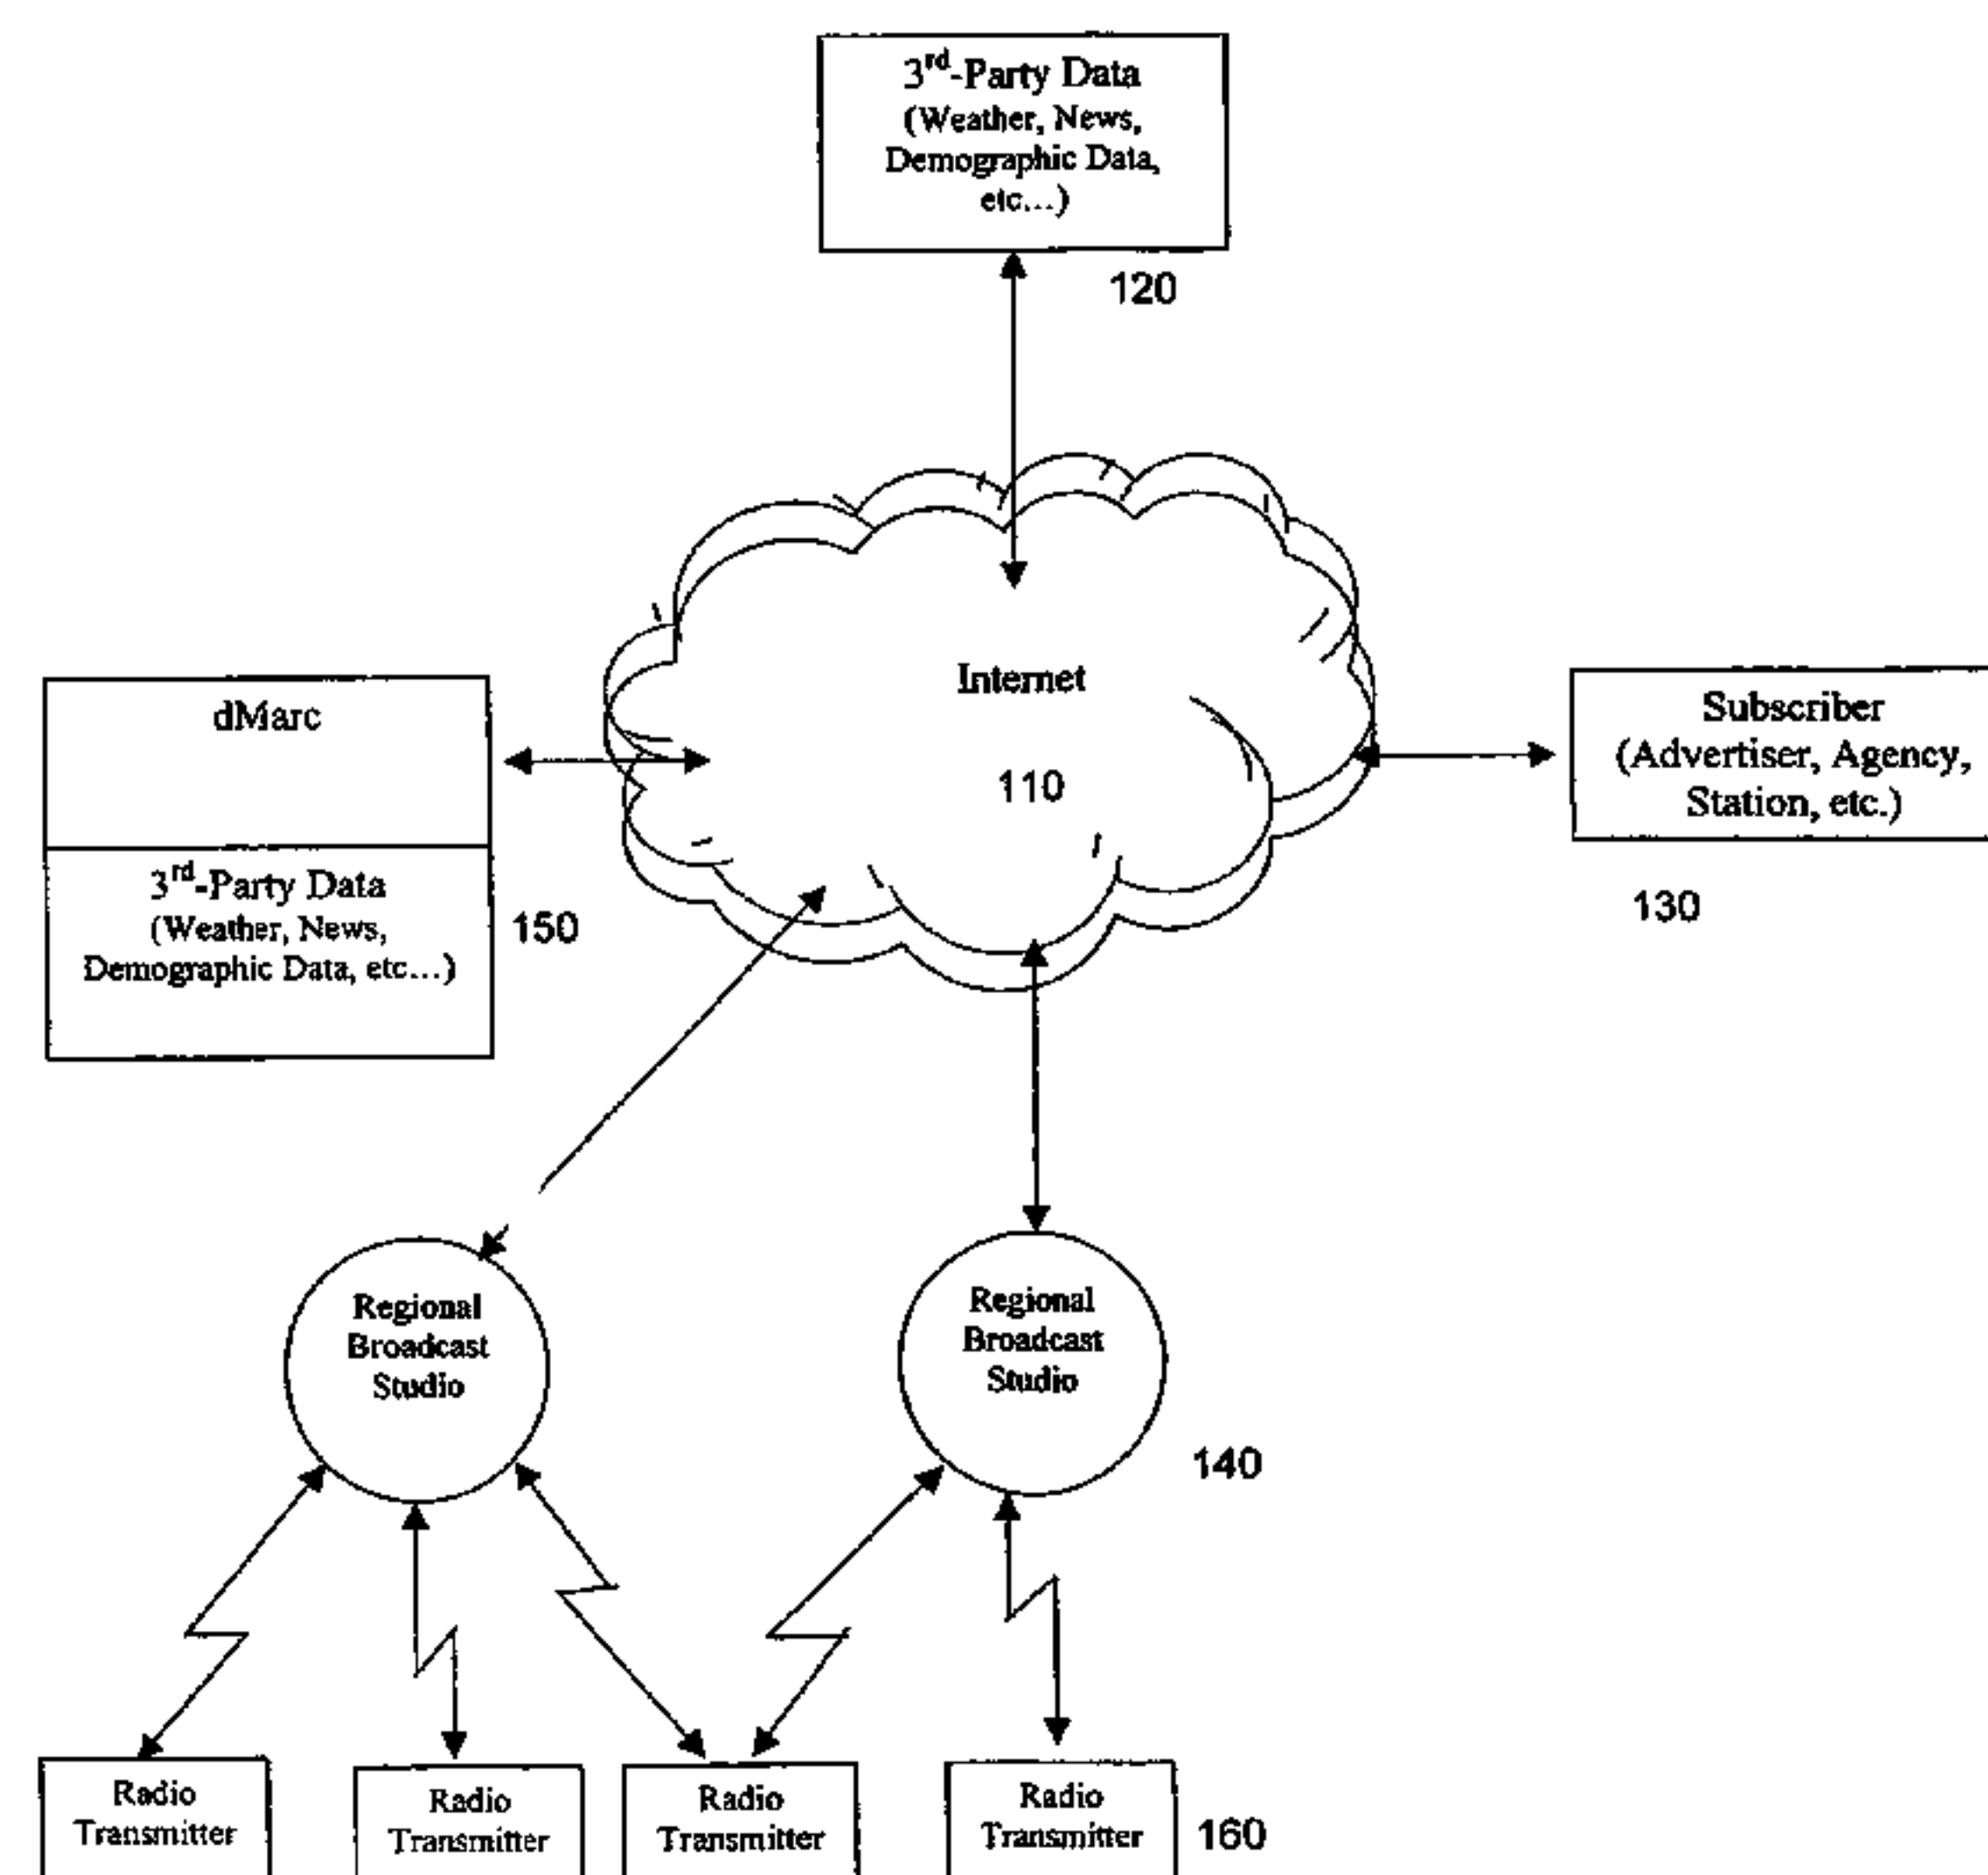 3rd-Party Data
(Weather, News,
Demographic Data,
etc...)
120
Internet
110
dMarc
3rd-Party Data
(Weather, News,
Demographic Data, etc...)
150
Subscriber
(Advertiser, Agency,
Station, etc.)
130
Regional
Broadcast
Studio
Regional
Broadcast
Studio
140
Radio
Transmitter
Radio
Transmitter
Radio
Transmitter
Radio
Transmitter
160